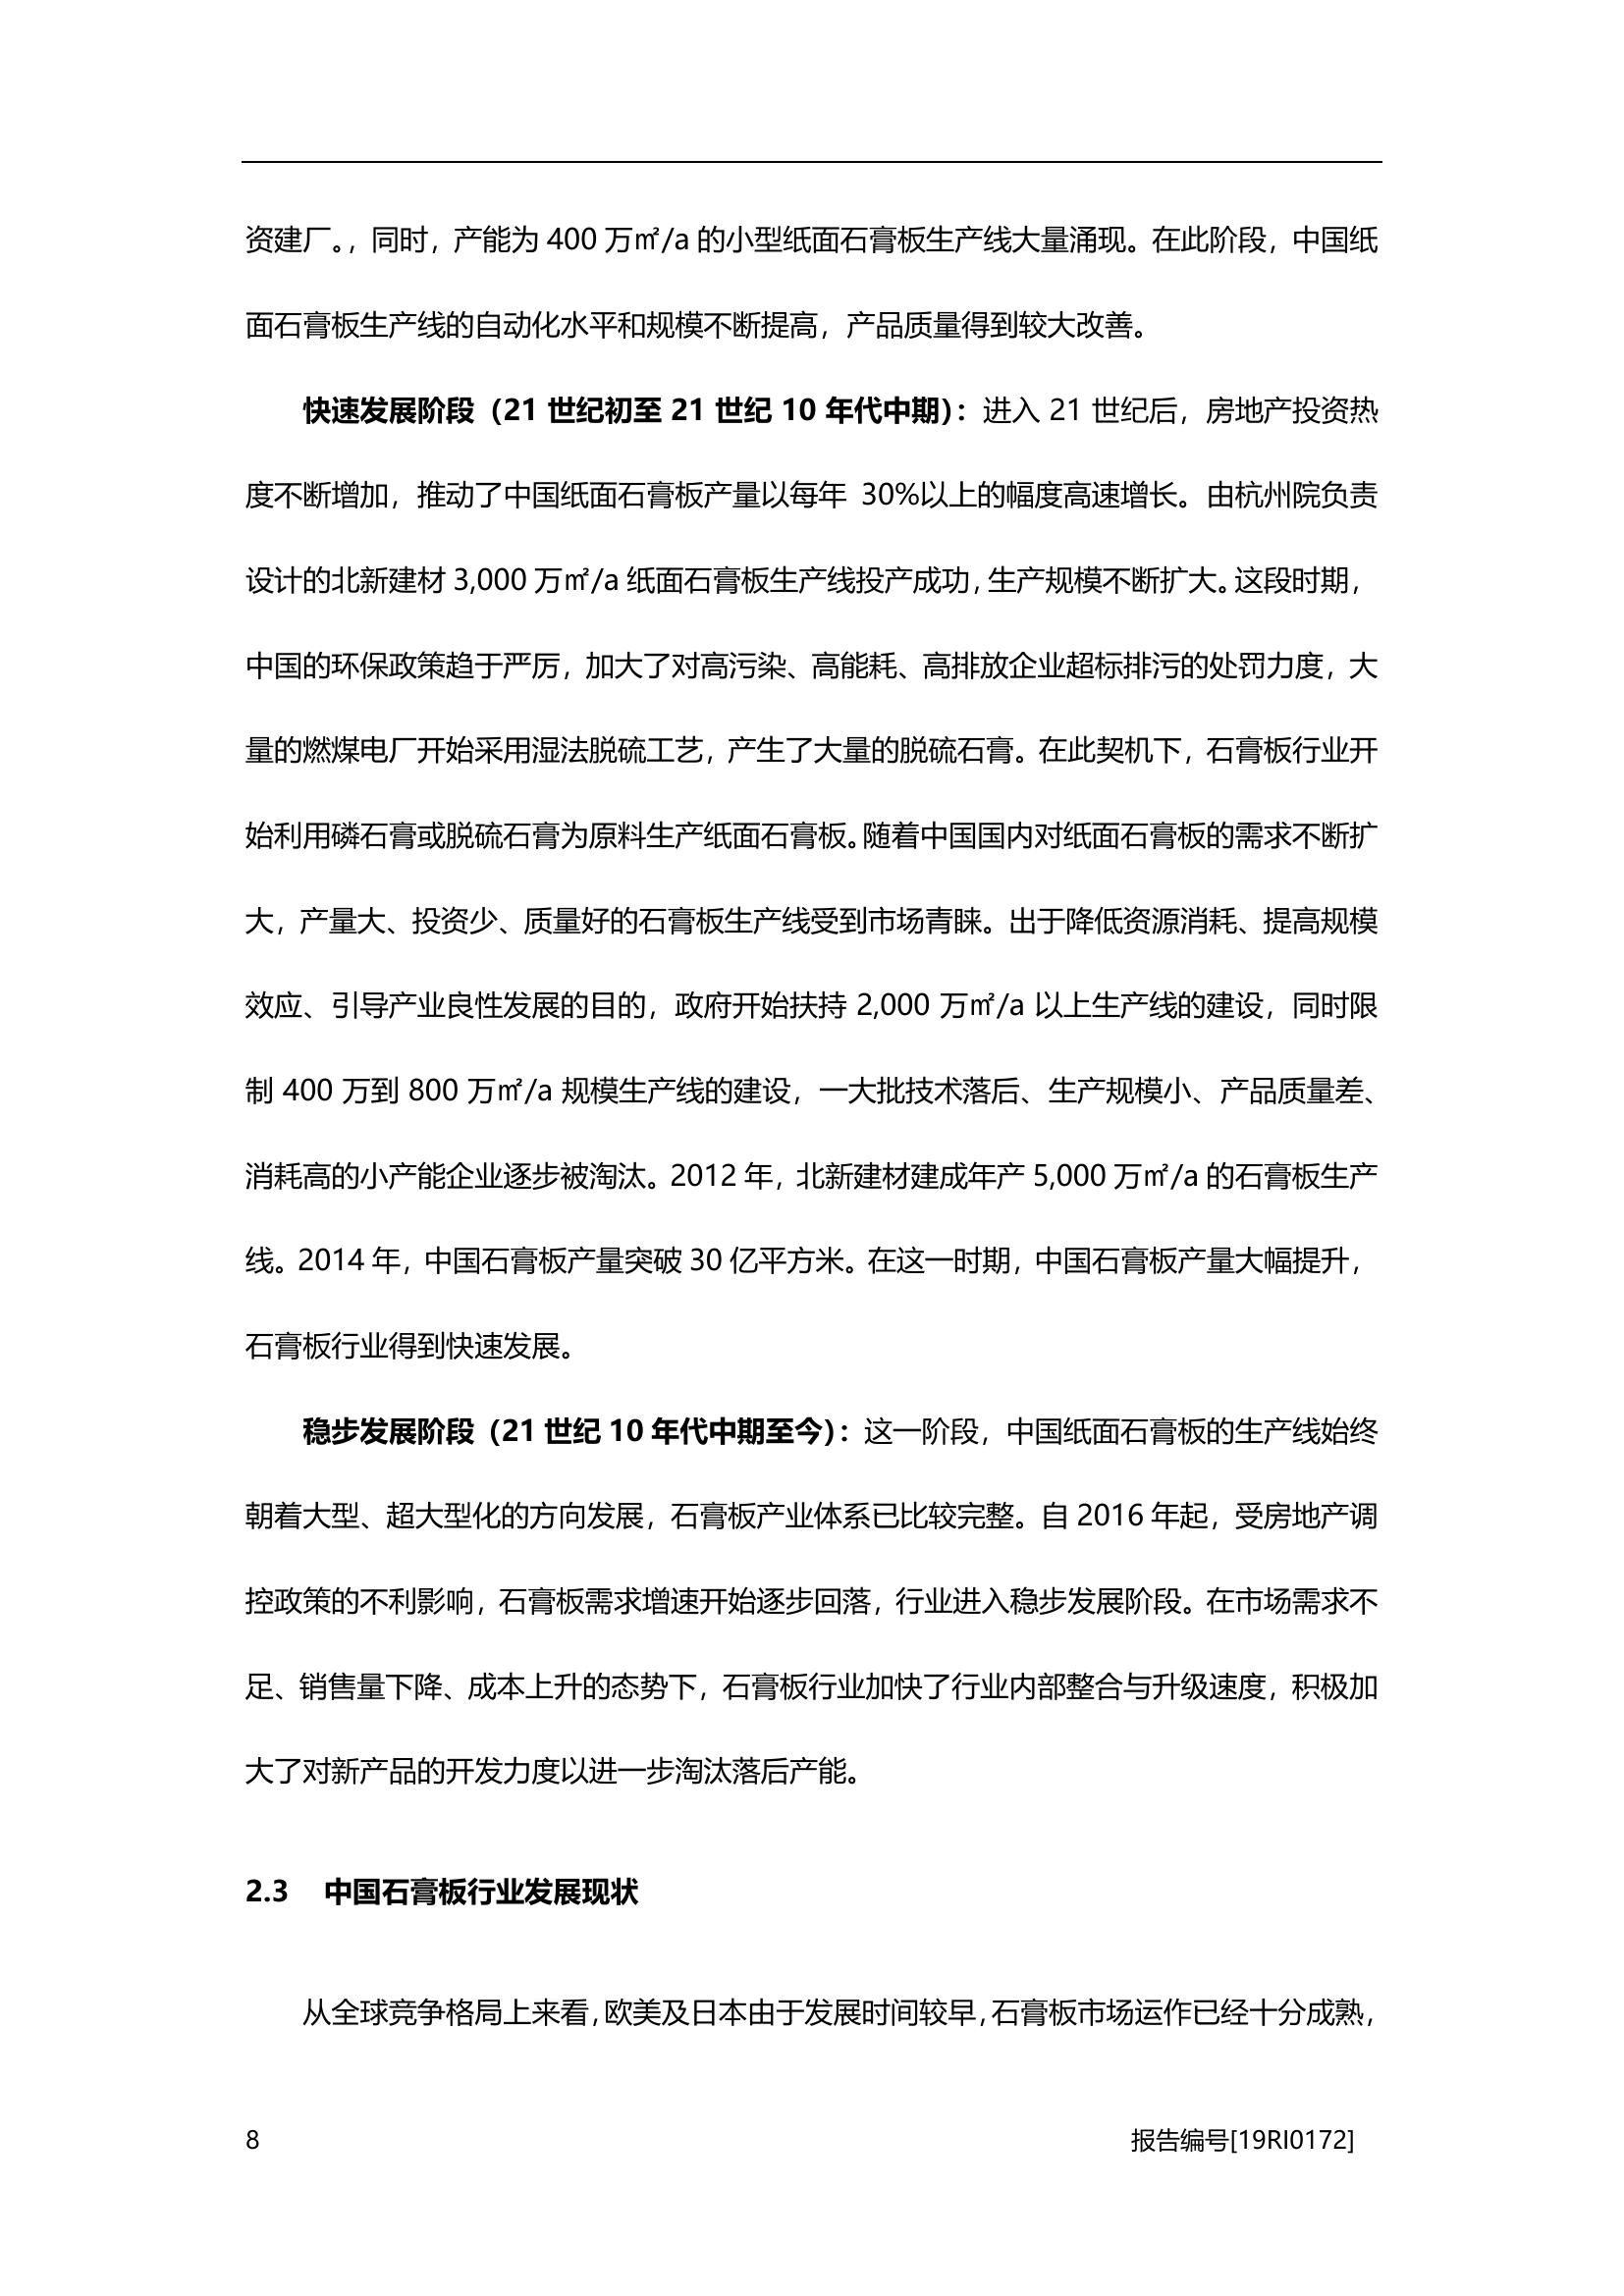 资建厂。，同时，产能为 400 万㎡/a 的小型纸面石膏板生产线大量涌现。在此阶段，中国纸
面石膏板生产线的自动化水平和规模不断提高，产品质量得到较大改善。
快速发展阶段（21 世纪初至 21 世纪 10 年代中期）：进入 21 世纪后，房地产投资热
度不断增加，推动了中国纸面石膏板产量以每年 30%以上的幅度高速增长。由杭州院负责
设计的北新建材 3,000 万㎡/a 纸面石膏板生产线投产成功，生产规模不断扩大。这段时期，
中国的环保政策趋于严厉，加大了对高污染、高能耗、高排放企业超标排污的处罚力度，大
量的燃煤电厂开始采用湿法脱硫工艺，产生了大量的脱硫石膏。在此契机下，石膏板行业开
始利用磷石膏或脱硫石膏为原料生产纸面石膏板。随着中国国内对纸面石膏板的需求不断扩
大，产量大、投资少、质量好的石膏板生产线受到市场青睐。出于降低资源消耗、提高规模
效应、引导产业良性发展的目的，政府开始扶持 2,000 万㎡/a 以上生产线的建设，同时限
制 400 万到 800 万㎡/a 规模生产线的建设，一大批技术落后、生产规模小、产品质量差、
消耗高的小产能企业逐步被淘汰。2012 年，北新建材建成年产 5,000 万㎡/a 的石膏板生产
线。2014 年，中国石膏板产量突破 30 亿平方米。在这一时期，中国石膏板产量大幅提升，
石膏板行业得到快速发展。
稳步发展阶段（21 世纪 10 年代中期至今）：这一阶段，中国纸面石膏板的生产线始终
朝着大型、超大型化的方向发展，石膏板产业体系已比较完整。自 2016 年起，受房地产调
控政策的不利影响，石膏板需求增速开始逐步回落，行业进入稳步发展阶段。在市场需求不
足、销售量下降、成本上升的态势下，石膏板行业加快了行业内部整合与升级速度，积极加
大了对新产品的开发力度以进一步淘汰落后产能。
2.3 中国石膏板行业发展现状
从全球竞争格局上来看，欧美及日本由于发展时间较早，石膏板市场运作已经十分成熟，
8 报告编号[19RI0172]